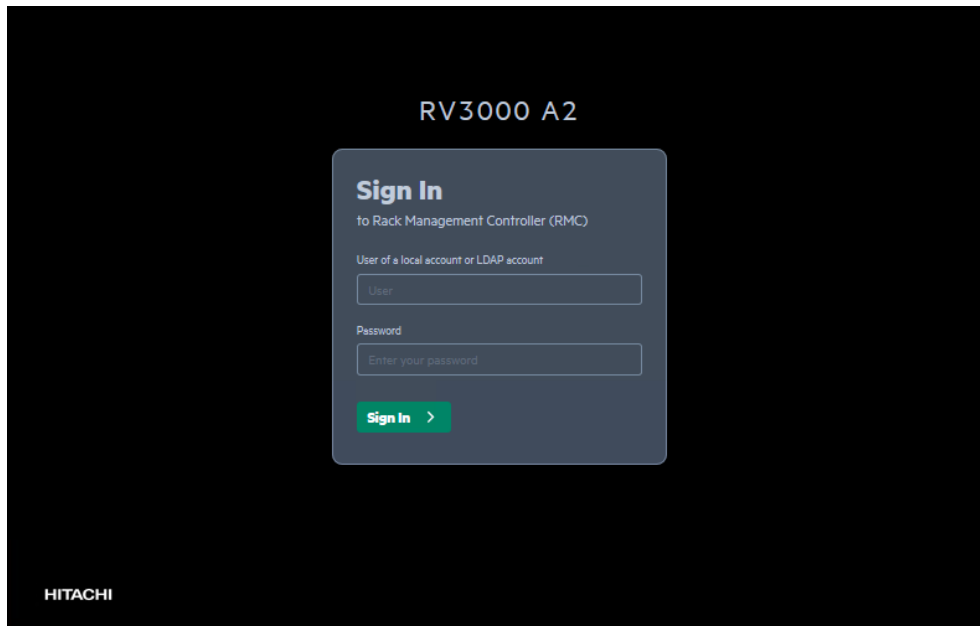 RV3000 A2
Sign In
to Rack Management Controller (RMC)
User of a local account or LDAP account
User
Password
Enter your password
Sign In
HITACHI